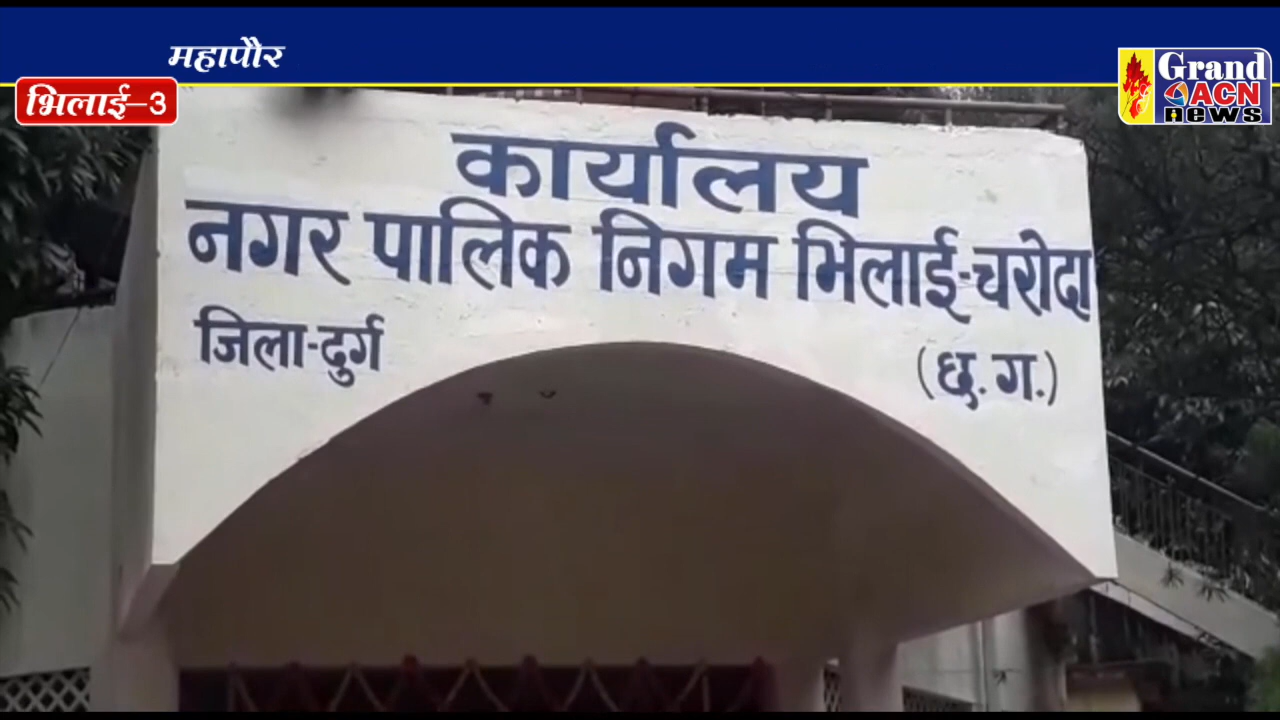 महापौर
भिलाई-3
Grand
ACN
news
कार्यालय
नगर पालिक निगम भिलाई-चरोदा
जिला-दुर्ग
(छ.ग.)